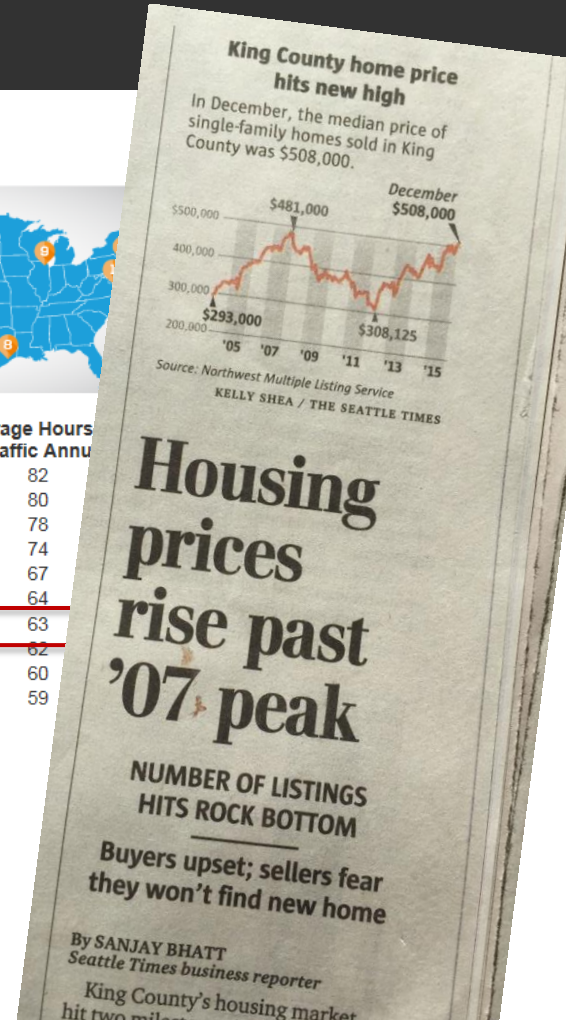 King County home price
hits new high
In December, the median price of
single-family homes sold in King
County was $508,000.
December
$508,000
$481,000
$500,000
400,000
300,000
200,000
$293,000
$308,125
'05 '07 '09 '11 '13 '15
Source: Northwest Multiple Listing Service
KELLY SHEA / THE SEATTLE TIMES
Housing
prices
rise past
’07 peak
NUMBER OF LISTINGS
HITS ROCK BOTTOM
Buyers upset; sellers fear
they won’t find new home
By SANJAY BHATT
Seattle Times business reporter
King County’s housing market
hit two
9
8
Hours
Annu
82
80
78
74
67
64
63
62
60
59